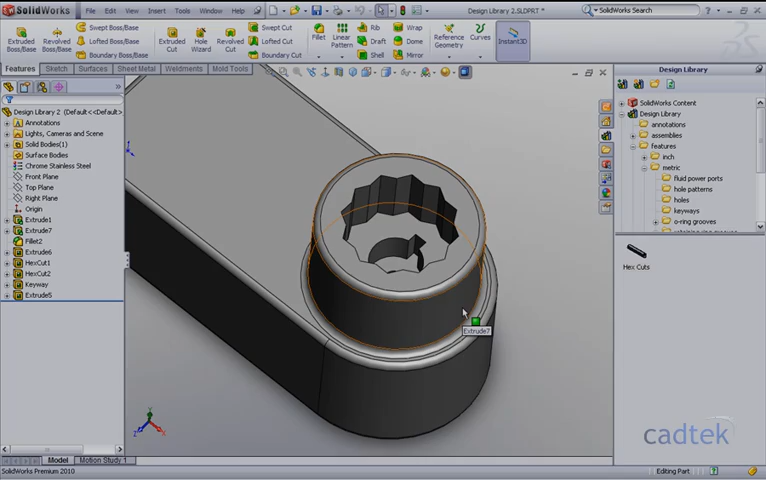 SolidWorks File Edit View Insert Tools Window Help Design Library 2.SLDPRT SolidWorks Search
Extruded Boss/Base Revolved Boss/Base Swept Boss/Base Lofted Boss/Base Boundary Boss/Base Extruded Cut Hole Wizard Revolved Cut Swept Cut Lofted Cut Boundary Cut Fillet Linear Pattern Rib Draft Shell Wrap Dome Mirror Reference Geometry Curves Instant3D
Features Sketch Surfaces Sheet Metal Weldments Mold Tools
Design Library 2 (Default<<Default>
Annotations
Lights, Cameras and Scene
Solid Bodies(1)
Surface Bodies
Chrome Stainless Steel
Front Plane
Top Plane
Right Plane
Origin
Extrude1
Extrude7
Fillet2
Extrude6
HexCut1
HexCut2
Keyway
Extrude5
Extrude7
Y
X
Z
Design Library
SolidWorks Content
Design Library
annotations
assemblies
features
inch
metric
fluid power ports
hole patterns
holes
keyways
o-ring grooves
Hex Cuts
cadtek
Model Motion Study 1
SolidWorks Premium 2010 Editing Part